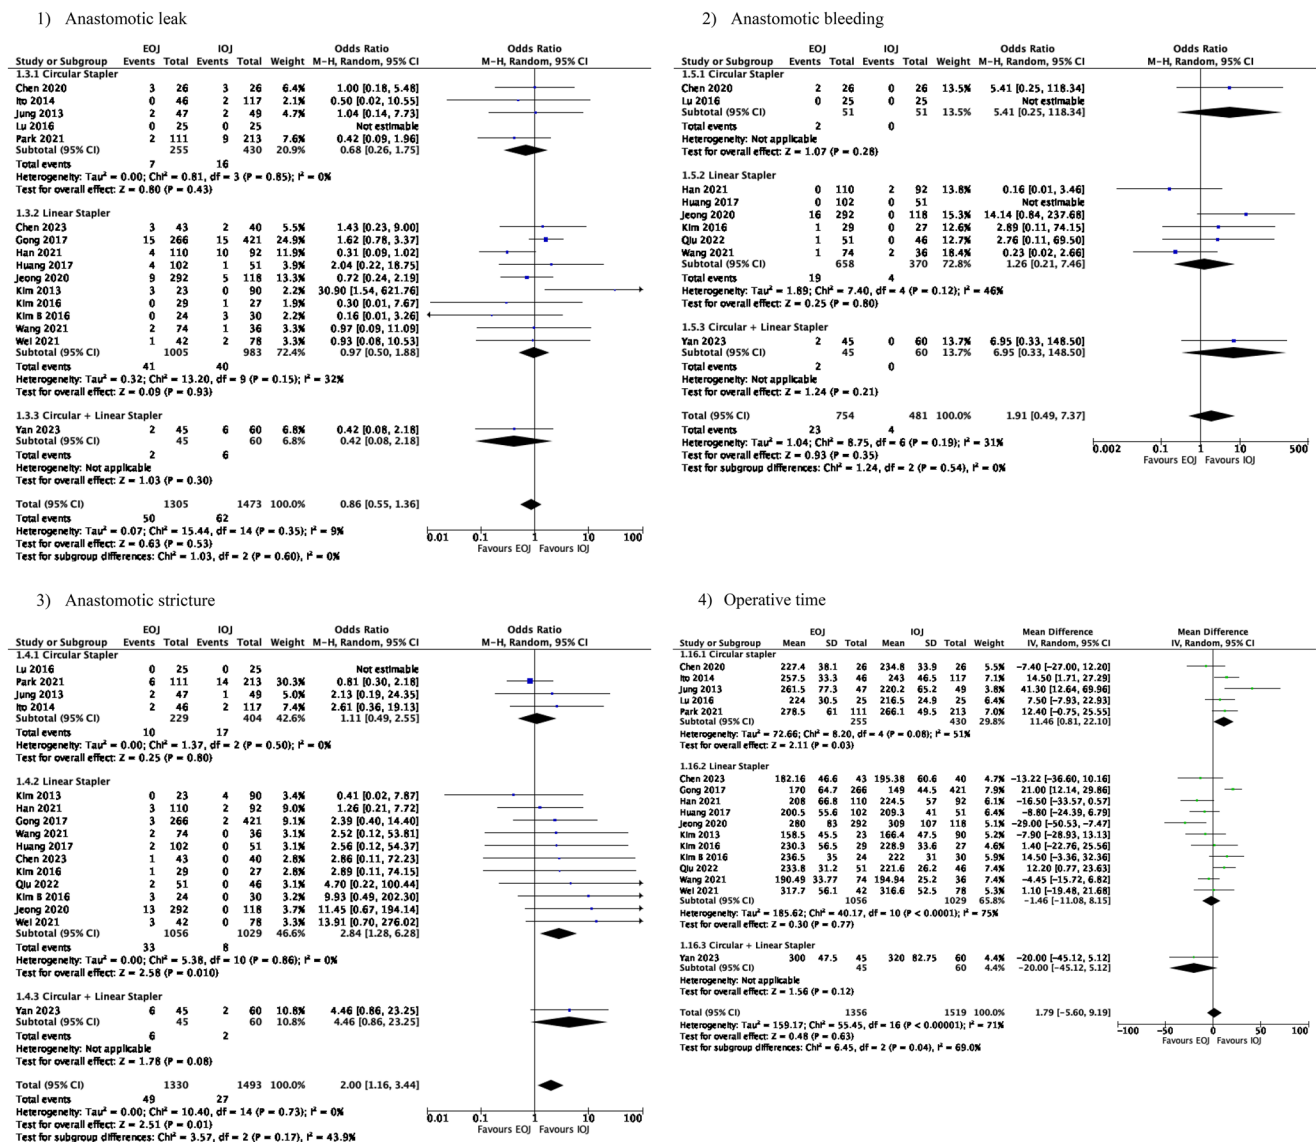 1) Anastomotic leak
EOJ IOJ Odds Ratio Odds Ratio
Study or Subgroup Events Total Events Total Weight M-H, Random, 95% CI M-H, Random, 95% CI
1.3.1 Circular Stapler
Chen 2020 3 26 3 26 6.4% 1.00 [0.18, 5.48]
Ito 2014 0 46 2 117 2.1% 0.50 [0.02, 10.55]
Jung 2013 2 47 2 49 4.7% 1.04 [0.14, 7.73]
Lu 2016 0 25 0 25 Not estimable
Park 2021 2 111 9 213 7.6% 0.42 [0.09, 1.96]
Subtotal (95% CI) 255 430 20.9% 0.68 [0.26, 1.75]
Total events 7 16
Heterogeneity: Tau² = 0.00; Chi² = 0.81, df = 3 (P = 0.85); I² = 0%
Test for overall effect: Z = 0.80 (P = 0.43)
1.3.2 Linear Stapler
Chen 2023 3 43 2 40 5.5% 1.43 [0.23, 9.00]
Gong 2017 15 266 15 421 24.9% 1.62 [0.78, 3.37]
Han 2021 4 110 10 92 11.9% 0.31 [0.09, 1.02]
Huang 2017 4 102 1 51 3.9% 2.04 [0.22, 18.75]
Jeong 2020 9 292 5 118 13.3% 0.72 [0.24, 2.19]
Kim 2013 3 23 0 90 2.2% 30.90 [1.54, 621.76]
Kim 2016 0 29 1 27 1.9% 0.30 [0.01, 7.67]
Kim B 2016 0 24 3 30 2.2% 0.16 [0.01, 3.26]
Wang 2021 2 74 1 36 3.3% 0.97 [0.09, 11.09]
Wei 2021 1 42 2 78 3.3% 0.93 [0.08, 10.53]
Subtotal (95% CI) 1005 983 72.4% 0.97 [0.50, 1.88]
Total events 41 40
Heterogeneity: Tau² = 0.32; Chi² = 13.20, df = 9 (P = 0.15); I² = 32%
Test for overall effect: Z = 0.09 (P = 0.93)
1.3.3 Circular + Linear Stapler
Yan 2023 2 45 6 60 6.8% 0.42 [0.08, 2.18]
Subtotal (95% CI) 45 60 6.8% 0.42 [0.08, 2.18]
Total events 2 6
Heterogeneity: Not applicable
Test for overall effect: Z = 1.03 (P = 0.30)
Total (95% CI) 1305 1473 100.0% 0.86 [0.55, 1.36]
Total events 50 62
Heterogeneity: Tau² = 0.07; Chi² = 15.44, df = 14 (P = 0.35); I² = 9%
Test for overall effect: Z = 0.63 (P = 0.53)
Test for subgroup differences: Chi² = 1.03, df = 2 (P = 0.60), I² = 0%
0.01 0.1 1 10 100
Favours EOJ Favours IOJ
2) Anastomotic bleeding
EOJ IOJ Odds Ratio Odds Ratio
Study or Subgroup Events Total Events Total Weight M-H, Random, 95% CI M-H, Random, 95% CI
1.5.1 Circular Stapler
Chen 2020 2 26 0 26 13.5% 5.41 [0.25, 118.34]
Lu 2016 0 25 0 25 Not estimable
Subtotal (95% CI) 51 51 13.5% 5.41 [0.25, 118.34]
Total events 2 0
Heterogeneity: Not applicable
Test for overall effect: Z = 1.07 (P = 0.28)
1.5.2 Linear Stapler
Han 2021 0 110 2 92 13.8% 0.16 [0.01, 3.46]
Huang 2017 0 102 0 51 Not estimable
Jeong 2020 16 292 0 118 15.3% 14.14 [0.84, 237.68]
Kim 2016 1 29 0 27 12.5% 2.89 [0.11, 74.15]
Qiu 2022 1 51 0 46 12.7% 2.76 [0.11, 69.50]
Wang 2021 1 74 2 36 18.4% 0.23 [0.02, 2.66]
Subtotal (95% CI) 658 370 72.8% 1.26 [0.21, 7.46]
Total events 19 4
Heterogeneity: Tau² = 1.89; Chi² = 7.40, df = 4 (P = 0.12); I² = 46%
Test for overall effect: Z = 0.25 (P = 0.80)
1.5.3 Circular + Linear Stapler
Yan 2023 2 45 0 60 13.7% 6.95 [0.33, 148.50]
Subtotal (95% CI) 45 60 13.7% 6.95 [0.33, 148.50]
Total events 2 0
Heterogeneity: Not applicable
Test for overall effect: Z = 1.24 (P = 0.21)
Total (95% CI) 754 481 100.0% 1.91 [0.49, 7.37]
Total events 23 4
Heterogeneity: Tau² = 1.04; Chi² = 8.75, df = 6 (P = 0.19); I² = 31%
Test for overall effect: Z = 0.93 (P = 0.35)
Test for subgroup differences: Chi² = 1.24, df = 2 (P = 0.54), I² = 0%
0.002 0.1 1 10 500
Favours EOJ Favours IOJ
3) Anastomotic stricture
EOJ IOJ Odds Ratio Odds Ratio
Study or Subgroup Events Total Events Total Weight M-H, Random, 95% CI M-H, Random, 95% CI
1.4.1 Circular Stapler
Lu 2016 0 25 0 25 Not estimable
Park 2021 6 111 14 213 30.3% 0.81 [0.30, 2.18]
Jung 2013 2 47 1 49 5.0% 2.13 [0.19, 24.35]
Ito 2014 2 46 2 117 7.3% 2.61 [0.36, 19.13]
Subtotal (95% CI) 229 404 42.6% 1.11 [0.49, 2.55]
Total events 10 17
Heterogeneity: Tau² = 0.00; Chi² = 1.37, df = 2 (P = 0.50); I² = 0%
Test for overall effect: Z = 0.25 (P = 0.80)
1.4.2 Linear Stapler
Kim 2013 0 23 4 90 3.4% 0.41 [0.02, 7.87]
Han 2021 3 110 2 92 9.0% 1.26 [0.21, 7.72]
Gong 2017 3 266 2 421 9.1% 2.39 [0.40, 14.40]
Wang 2021 2 74 0 36 3.1% 2.52 [0.12, 53.81]
Huang 2017 2 102 0 51 3.1% 2.56 [0.12, 54.37]
Chen 2023 1 43 0 40 2.8% 2.86 [0.11, 72.23]
Kim 2016 1 29 0 27 2.8% 2.89 [0.11, 74.15]
Qiu 2022 2 51 0 46 3.1% 4.70 [0.22, 100.44]
Kim B 2016 3 24 0 30 3.2% 9.93 [0.49, 202.30]
Jeong 2020 13 292 0 118 3.7% 11.45 [0.67, 194.14]
Wei 2021 3 42 0 78 3.3% 13.91 [0.70, 276.02]
Subtotal (95% CI) 1056 1029 46.6% 2.84 [1.28, 6.28]
Total events 33 8
Heterogeneity: Tau² = 0.00; Chi² = 5.38, df = 10 (P = 0.86); I² = 0%
Test for overall effect: Z = 2.58 (P = 0.010)
1.4.3 Circular + Linear Stapler
Yan 2023 6 45 2 60 10.8% 4.46 [0.86, 23.25]
Subtotal (95% CI) 45 60 10.8% 4.46 [0.86, 23.25]
Total events 6 2
Heterogeneity: Not applicable
Test for overall effect: Z = 1.78 (P = 0.08)
Total (95% CI) 1330 1493 100.0% 2.00 [1.16, 3.44]
Total events 49 27
Heterogeneity: Tau² = 0.00; Chi² = 10.40, df = 14 (P = 0.73); I² = 0%
Test for overall effect: Z = 2.51 (P = 0.01)
Test for subgroup differences: Chi² = 3.57, df = 2 (P = 0.17), I² = 43.9%
0.01 0.1 1 10 100
Favours EOJ Favours IOJ
4) Operative time
EOJ IOJ Mean Difference Mean Difference
Study or Subgroup Mean SD Total Mean SD Total Weight IV, Random, 95% CI IV, Random, 95% CI
1.16.1 Circular stapler
Chen 2020 227.4 38.1 26 234.8 33.9 26 5.5% -7.40 [-27.00, 12.20]
Ito 2014 257.5 33.3 46 243 46.5 117 7.1% 14.50 [1.71, 27.29]
Jung 2013 261.5 77.3 47 220.2 65.2 49 3.8% 41.30 [12.64, 69.96]
Lu 2016 224 30.5 25 216.5 24.9 25 6.4% 7.50 [-7.93, 22.93]
Park 2021 278.5 61 111 266.1 49.5 213 7.0% 12.40 [-0.75, 25.55]
Subtotal (95% CI) 255 430 29.8% 11.46 [0.81, 22.10]
Heterogeneity: Tau² = 72.66; Chi² = 8.20, df = 4 (P = 0.08); I² = 51%
Test for overall effect: Z = 2.11 (P = 0.03)
1.16.2 Linear Stapler
Chen 2023 182.16 46.6 43 195.38 60.6 40 4.7% -13.22 [-36.60, 10.16]
Gong 2017 170 64.7 266 149 44.5 421 7.7% 21.00 [12.14, 29.86]
Han 2021 208 66.8 110 224.5 57 92 6.1% -16.50 [-33.57, 0.57]
Huang 2017 200.5 55.6 102 209.3 41 51 6.5% -8.80 [-24.39, 6.79]
Jeong 2020 280 83 292 309 107 118 5.1% -29.00 [-50.53, -7.47]
Kim 2013 158.5 45.5 23 166.4 47.5 90 5.2% -7.90 [-28.93, 13.13]
Kim 2016 230.3 56.5 29 228.9 33.6 27 4.6% 1.40 [-22.76, 25.56]
Kim B 2016 236.5 35 24 222 31 30 5.9% 14.50 [-3.36, 32.36]
Qiu 2022 233.8 31.2 51 221.6 26.2 46 7.3% 12.20 [0.77, 23.63]
Wang 2021 190.49 33.77 74 194.94 25.2 36 7.3% -4.45 [-15.72, 6.82]
Wei 2021 317.7 56.1 42 316.6 52.5 78 5.3% 1.10 [-19.48, 21.68]
Subtotal (95% CI) 1056 1029 65.8% -1.46 [-11.08, 8.15]
Heterogeneity: Tau² = 185.62; Chi² = 40.17, df = 10 (P < 0.0001); I² = 75%
Test for overall effect: Z = 0.30 (P = 0.77)
1.16.3 Circular + Linear Stapler
Yan 2023 300 47.5 45 320 82.75 60 4.4% -20.00 [-45.12, 5.12]
Subtotal (95% CI) 45 60 4.4% -20.00 [-45.12, 5.12]
Heterogeneity: Not applicable
Test for overall effect: Z = 1.56 (P = 0.12)
Total (95% CI) 1356 1519 100.0% 1.79 [-5.60, 9.19]
Heterogeneity: Tau² = 159.17; Chi² = 55.45, df = 16 (P < 0.00001); I² = 71%
Test for overall effect: Z = 0.48 (P = 0.63)
Test for subgroup differences: Chi² = 6.45, df = 2 (P = 0.04), I² = 69.0%
-100 -50 0 50 100
Favours EOJ Favours IOJ